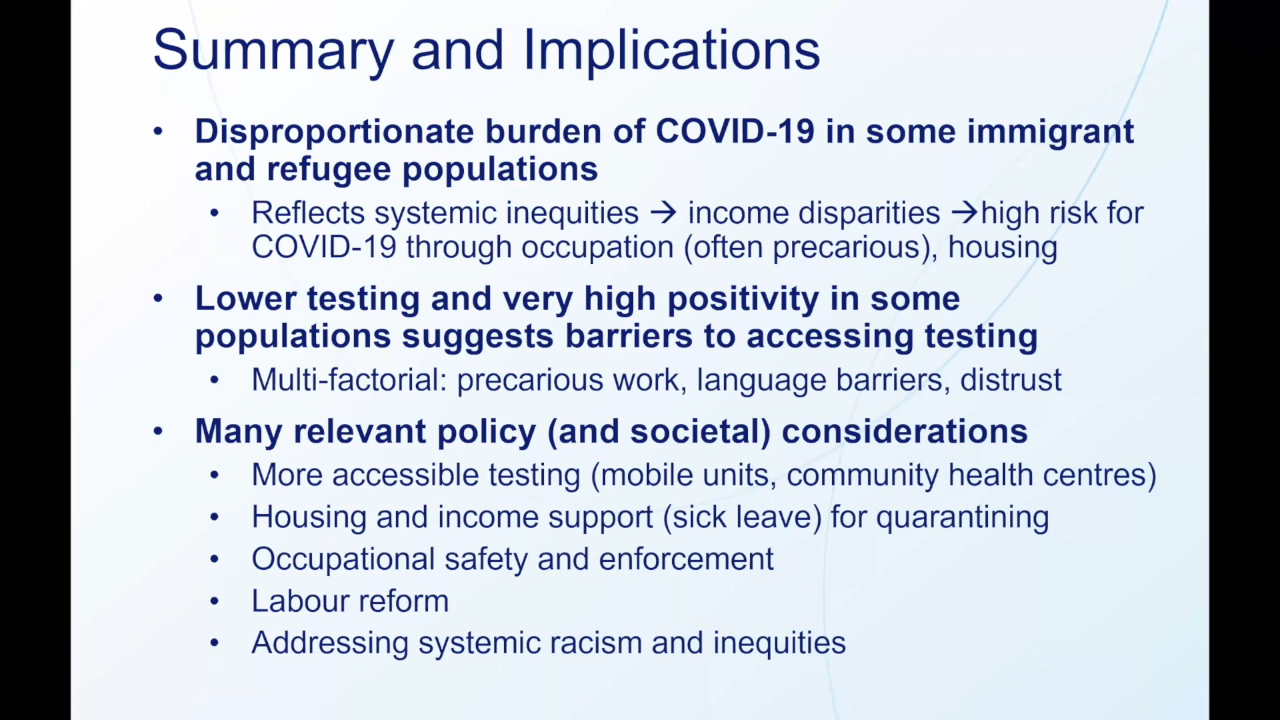 Summary and Implications
• Disproportionate burden of COVID-19 in some immigrant
and refugee populations
• Reflects systemic inequities → income disparities →high risk for
COVID-19 through occupation (often precarious), housing
• Lower testing and very high positivity in some
populations suggests barriers to accessing testing
• Multi-factorial: precarious work, language barriers, distrust
• Many relevant policy (and societal) considerations
• More accessible testing (mobile units, community health centres)
• Housing and income support (sick leave) for quarantining
• Occupational safety and enforcement
• Labour reform
• Addressing systemic racism and inequities